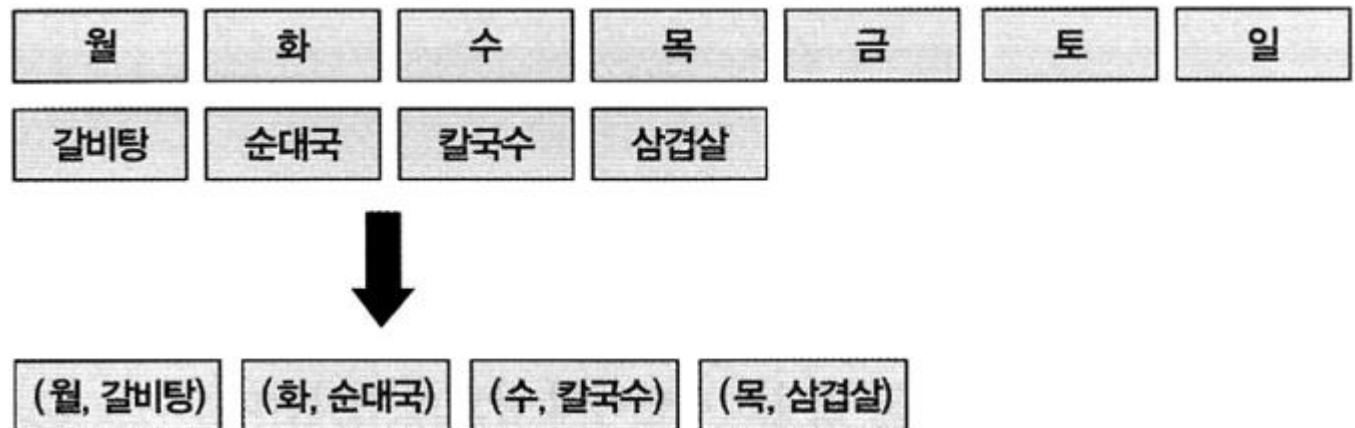 월 화 수 목 금 토 일
갈비탕 순대국 칼국수 삼겹살
(월, 갈비탕) (화, 순대국) (수, 칼국수) (목, 삼겹살)